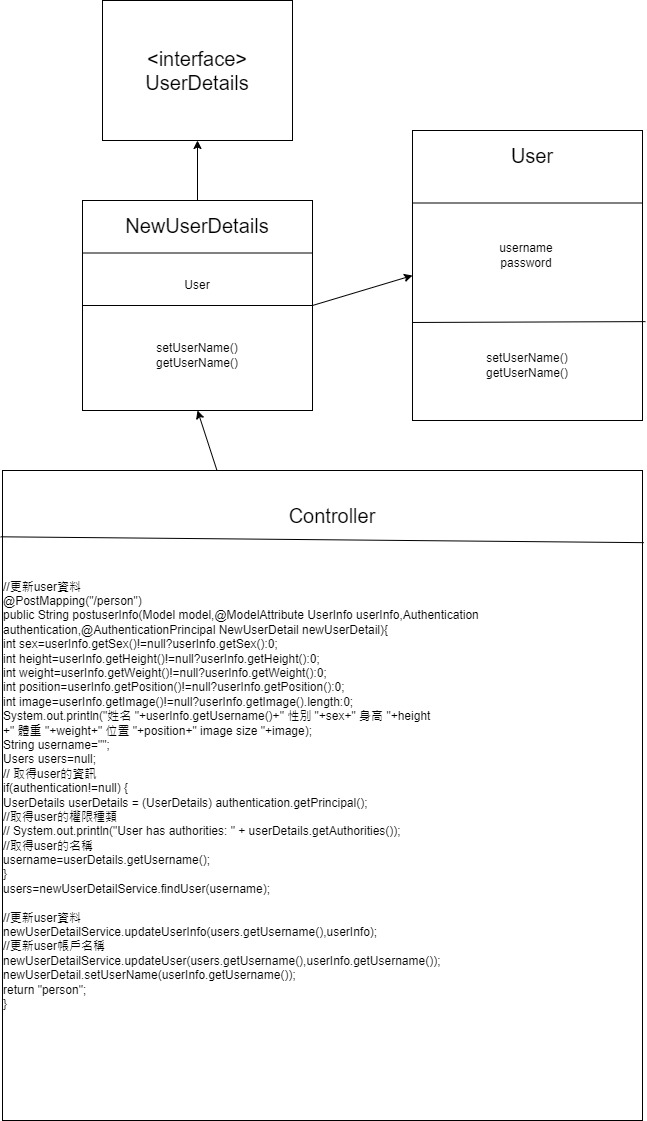 <interface>
UserDetails
User
username
password
setUserName()
getUserName()
NewUserDetails
User
setUserName()
getUserName()
Controller
//更新user資料
@PostMapping("/person")
public String postuserInfo(Model model,@ModelAttribute UserInfo userInfo,Authentication
authentication,@AuthenticationPrincipal NewUserDetail newUserDetail){
int sex=userInfo.getSex()!=null?userInfo.getSex():0;
int height=userInfo.getHeight()!=null?userInfo.getHeight():0;
int weight=userInfo.getWeight()!=null?userInfo.getWeight():0;
int position=userInfo.getPosition()!=null?userInfo.getPosition():0;
int image=userInfo.getImage()!=null?userInfo.getImage().length:0;
System.out.println("姓名 "+userInfo.getUsername()+" 性別 "+sex+" 身高 "+height
+" 體重 "+weight+" 位置 "+position+" image size "+image);
String username="";
Users users=null;
// 取得user的資訊
if(authentication!=null) {
UserDetails userDetails = (UserDetails) authentication.getPrincipal();
//取得user的權限種類
// System.out.println("User has authorities: " + userDetails.getAuthorities());
//取得user的名稱
username=userDetails.getUsername();
}
users=newUserDetailService.findUser(username);
//更新user資料
newUserDetailService.updateUserInfo(users.getUsername(),userInfo);
//更新user帳戶名稱
newUserDetailService.updateUser(users.getUsername(),userInfo.getUsername());
newUserDetail.setUserName(userInfo.getUsername());
return "person";
}